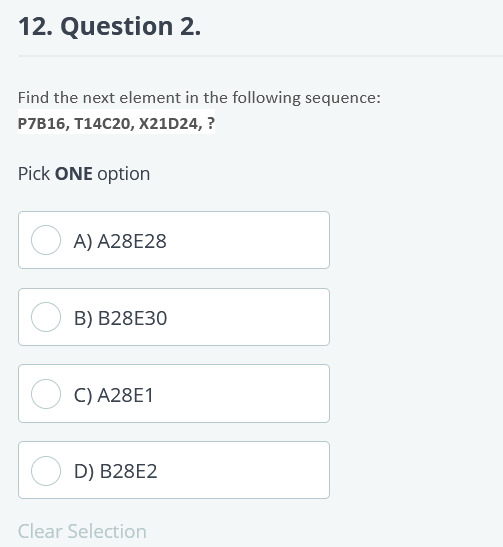 12. Question 2.
Find the next element in the following sequence:
P7B16, T14C20, X21D24, ?
Pick ONE option
A) A28E28
B) B28E30
C) A28E1
D) B28E2
Clear Selection